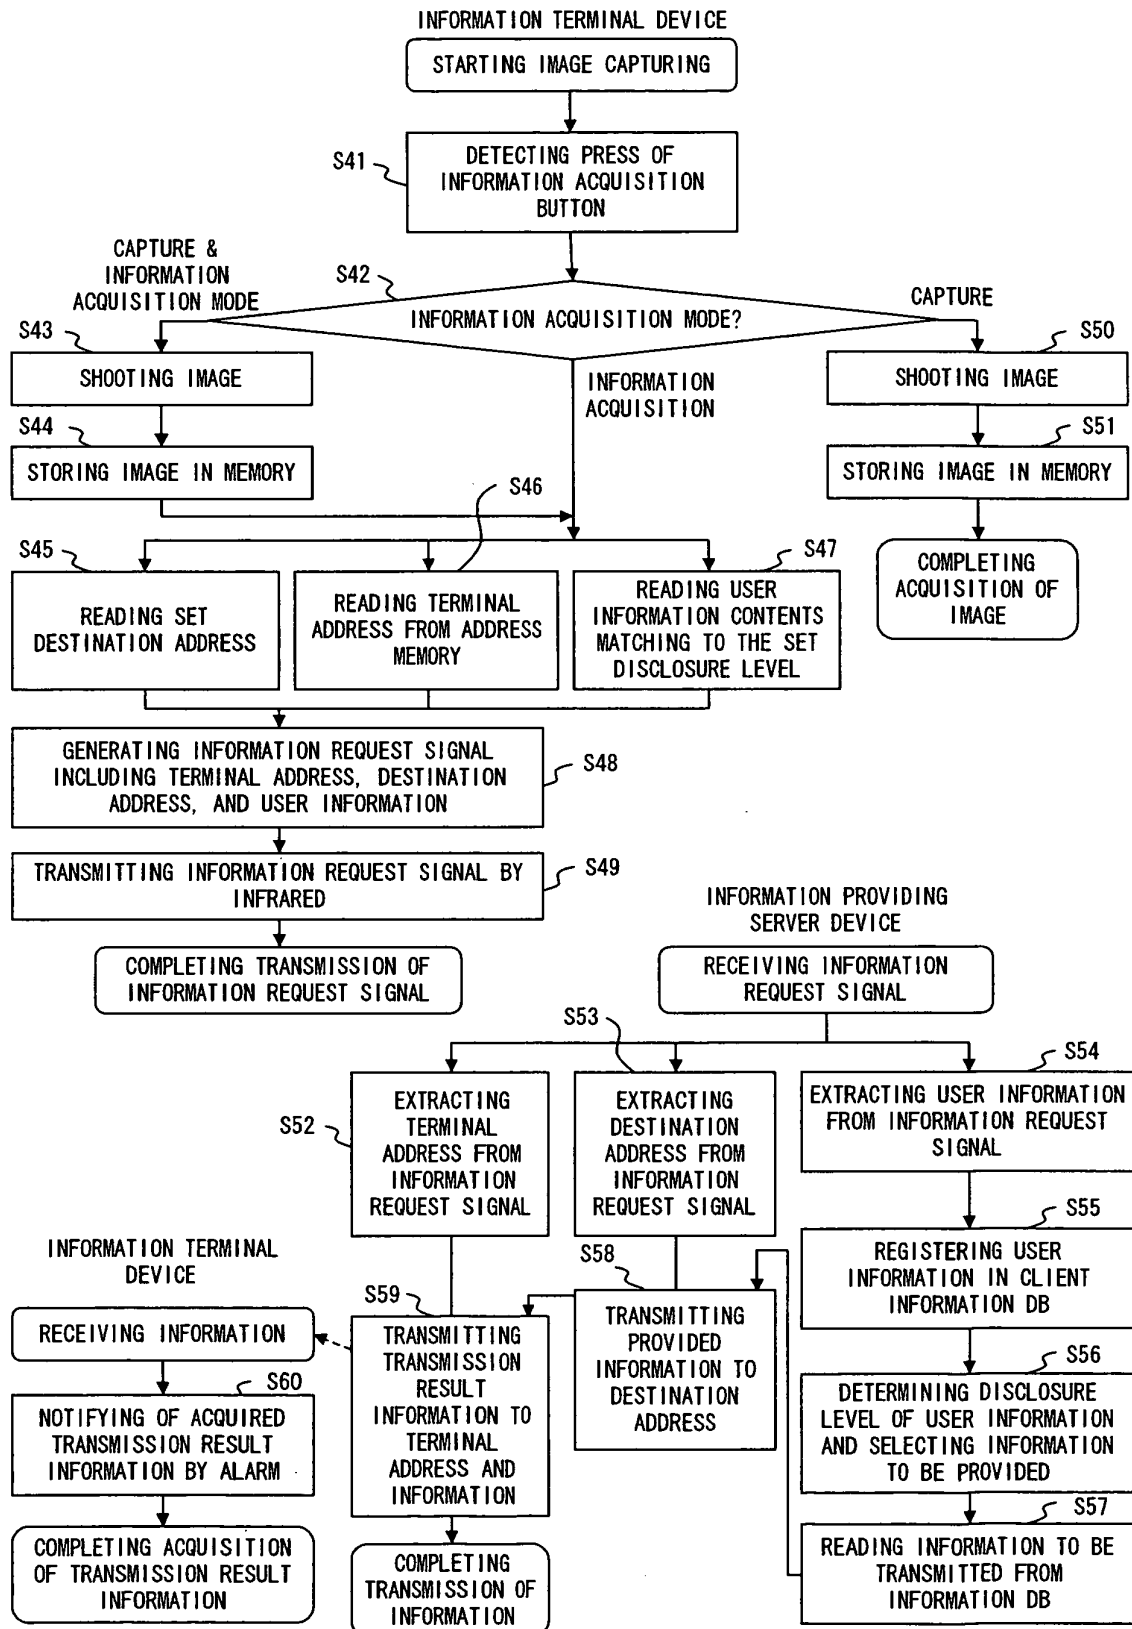 INFORMATION TERMINAL DEVICE
STARTING IMAGE CAPTURING
S41
DETECTING PRESS OF
INFORMATION ACQUISITION
BUTTON
CAPTURE &
INFORMATION
ACQUISITION MODE
S42
INFORMATION ACQUISITION MODE?
CAPTURE
S43
SHOOTING IMAGE
INFORMATION
ACQUISITION
S50
SHOOTING IMAGE
S44
STORING IMAGE IN MEMORY
S51
STORING IMAGE IN MEMORY
S46
S45
READING SET
DESTINATION ADDRESS
READING TERMINAL
ADDRESS FROM ADDRESS
MEMORY
S47
READING USER
INFORMATION CONTENTS
MATCHING TO THE SET
DISCLOSURE LEVEL
COMPLETING
ACQUISITION OF
IMAGE
GENERATING INFORMATION REQUEST SIGNAL
INCLUDING TERMINAL ADDRESS, DESTINATION
ADDRESS, AND USER INFORMATION
S48
TRANSMITTING INFORMATION REQUEST SIGNAL BY
INFRARED
S49
COMPLETING TRANSMISSION OF
INFORMATION REQUEST SIGNAL
INFORMATION PROVIDING
SERVER DEVICE
RECEIVING INFORMATION
REQUEST SIGNAL
S53
S54
S52
EXTRACTING
TERMINAL
ADDRESS FROM
INFORMATION
REQUEST SIGNAL
EXTRACTING
DESTINATION
ADDRESS FROM
INFORMATION
REQUEST SIGNAL
EXTRACTING USER INFORMATION
FROM INFORMATION REQUEST
SIGNAL
S55
REGISTERING USER
INFORMATION IN CLIENT
INFORMATION DB
INFORMATION TERMINAL
DEVICE
S58
S59
RECEIVING INFORMATION
TRANSMITTING
TRANSMISSION
RESULT
INFORMATION TO
TERMINAL
ADDRESS AND
INFORMATION
TRANSMITTING
PROVIDED
INFORMATION TO
DESTINATION
ADDRESS
S56
DETERMINING DISCLOSURE
LEVEL OF USER INFORMATION
AND SELECTING INFORMATION
TO BE PROVIDED
S60
NOTIFYING OF ACQUIRED
TRANSMISSION RESULT
INFORMATION BY ALARM
S57
READING INFORMATION TO BE
TRANSMITTED FROM
INFORMATION DB
COMPLETING ACQUISITION
OF TRANSMISSION RESULT
INFORMATION
COMPLETING
TRANSMISSION OF
INFORMATION